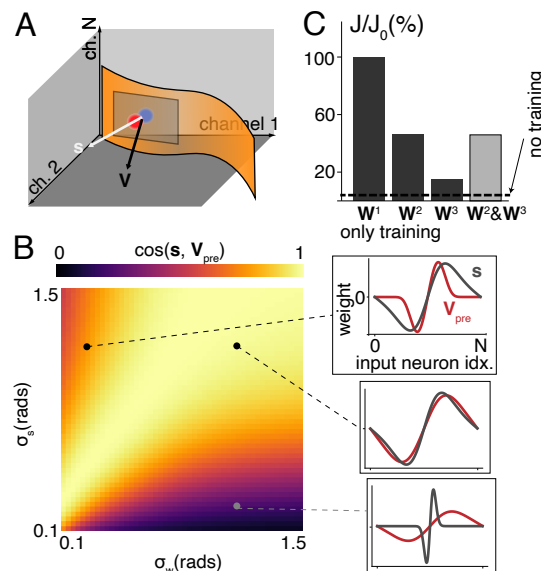 A
ch. N
channel 1
ch. 2
s
V
C
J/J₀(%)
100
60
20
no training
W¹ W² W³ W²&W³
only training
B
0 cos(s, V_pre) 1
1.5
σ_s(rads)
0.1
0.1 1.5
σ_w(rads)
weight
0
s
V_pre
0 N
input neuron idx.